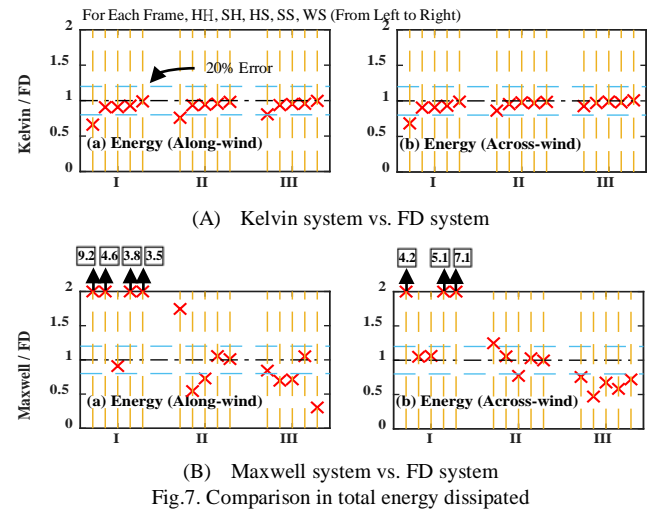 For Each Frame, HH, SH, HS, SS, WS (From Left to Right)
Kelvin / FD
2
1.5
1
0.5
0
20% Error
(a) Energy (Along-wind)
I II III
2
1.5
1
0.5
0
(b) Energy (Across-wind)
I II III
(A) Kelvin system vs. FD system
9.2 4.6 3.8 3.5
Maxwell / FD
2
1.5
1
0.5
0
(a) Energy (Along-wind)
I II III
4.2 5.1 7.1
2
1.5
1
0.5
0
(b) Energy (Across-wind)
I II III
(B) Maxwell system vs. FD system
Fig.7. Comparison in total energy dissipated